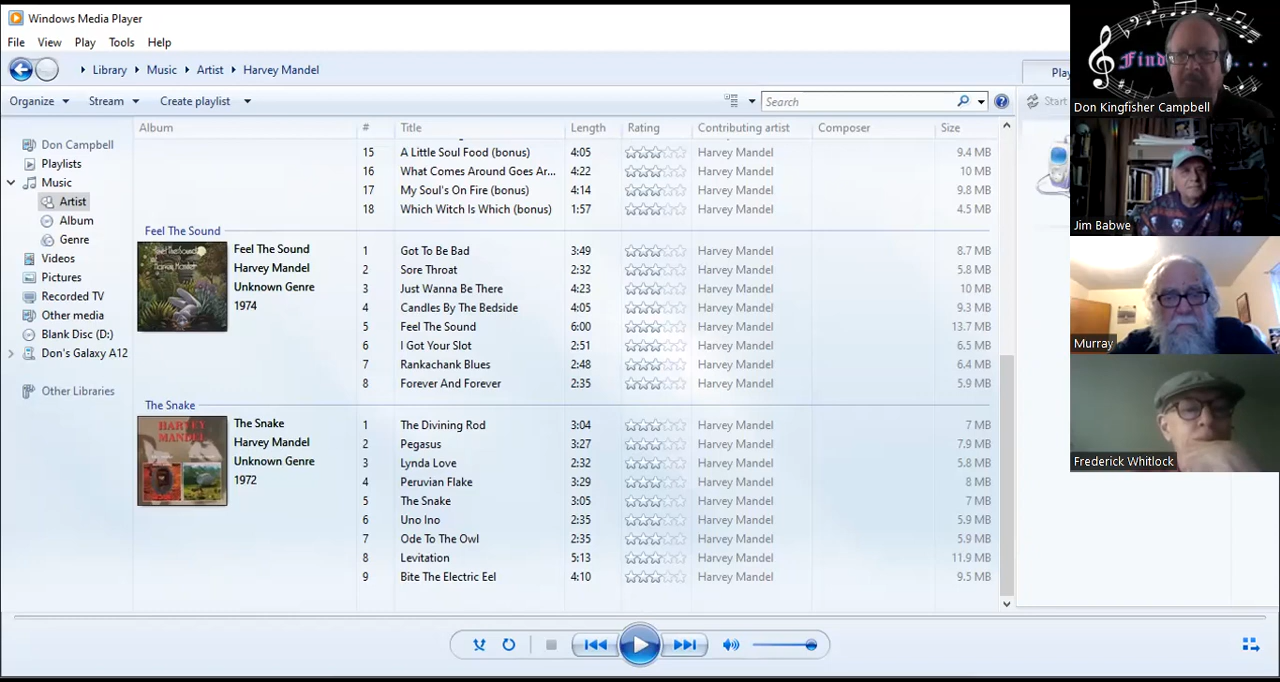 Windows Media Player
File View Play Tools Help
Library Music Artist Harvey Mandel
Play
Organize Stream Create playlist Search Start
Don Campbell
Playlists
Music
Artist
Album
Genre
Videos
Pictures
Recorded TV
Other media
Blank Disc (D:)
Don's Galaxy A12
Other Libraries
Album # Title Length Rating Contributing artist Composer Size
15 A Little Soul Food (bonus) 4:05 Harvey Mandel 9.4 MB
16 What Comes Around Goes Ar... 4:22 Harvey Mandel 10 MB
17 My Soul's On Fire (bonus) 4:14 Harvey Mandel 9.8 MB
18 Which Witch Is Which (bonus) 1:57 Harvey Mandel 4.5 MB
Feel The Sound
Feel The Sound
Harvey Mandel
Unknown Genre
1974
1 Got To Be Bad 3:49 Harvey Mandel 8.7 MB
2 Sore Throat 2:32 Harvey Mandel 5.8 MB
3 Just Wanna Be There 4:23 Harvey Mandel 10 MB
4 Candles By The Bedside 4:05 Harvey Mandel 9.3 MB
5 Feel The Sound 6:00 Harvey Mandel 13.7 MB
6 I Got Your Slot 2:51 Harvey Mandel 6.5 MB
7 Rankachank Blues 2:48 Harvey Mandel 6.4 MB
8 Forever And Forever 2:35 Harvey Mandel 5.9 MB
The Snake
HARVEY
MANDEL
The Snake
Harvey Mandel
Unknown Genre
1972
1 The Divining Rod 3:04 Harvey Mandel 7 MB
2 Pegasus 3:27 Harvey Mandel 7.9 MB
3 Lynda Love 2:32 Harvey Mandel 5.8 MB
4 Peruvian Flake 3:29 Harvey Mandel 8 MB
5 The Snake 3:05 Harvey Mandel 7 MB
6 Uno Ino 2:35 Harvey Mandel 5.9 MB
7 Ode To The Owl 2:35 Harvey Mandel 5.9 MB
8 Levitation 5:13 Harvey Mandel 11.9 MB
9 Bite The Electric Eel 4:10 Harvey Mandel 9.5 MB
Find
Don Kingfisher Campbell
Jim Babwe
Murray
Frederick Whitlock